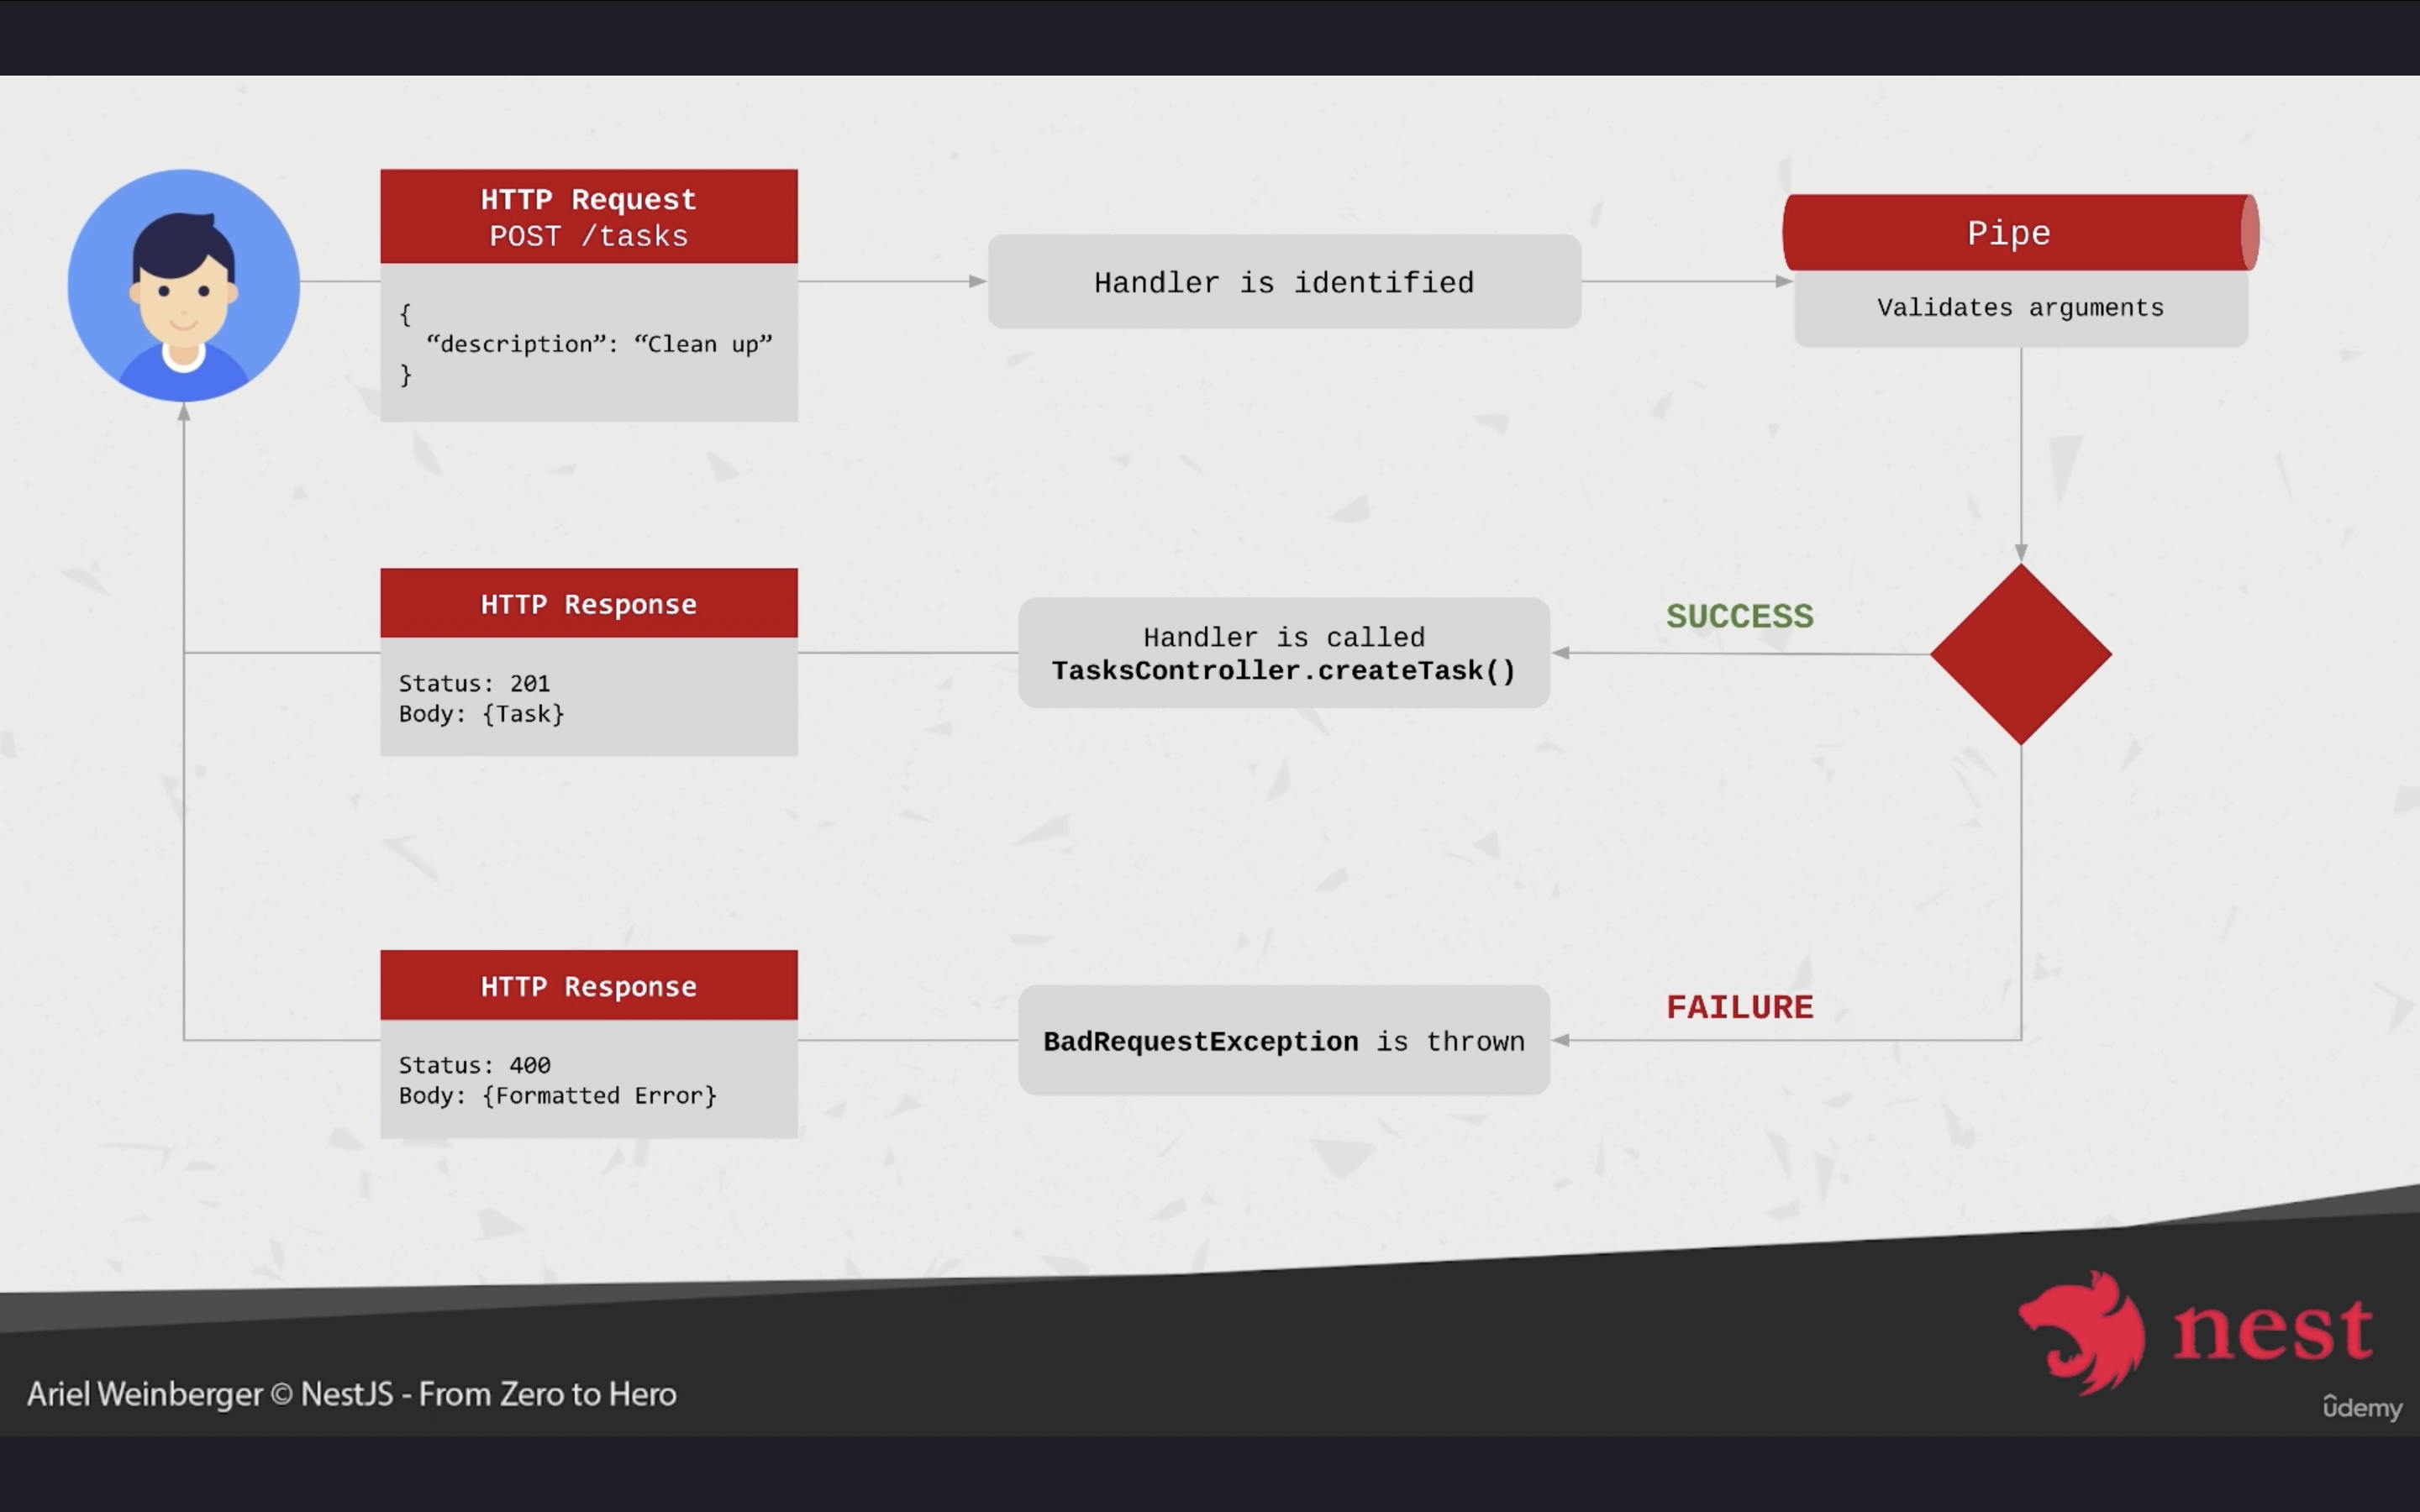 HTTP Request
POST /tasks
{
“description”: “Clean up”
}
Handler is identified
Pipe
Validates arguments
HTTP Response
Status: 201
Body: {Task}
Handler is called
TasksController.createTask()
SUCCESS
HTTP Response
Status: 400
Body: {Formatted Error}
BadRequestException is thrown
FAILURE
Ariel Weinberger © NestJS - From Zero to Hero
nest
ûdemy